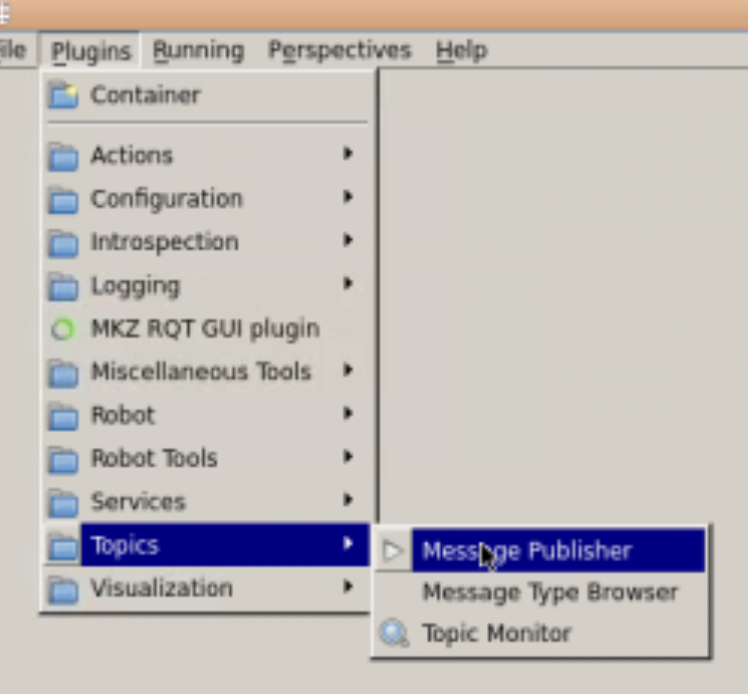 ile Plugins Running Perspectives Help
Container
Actions
Configuration
Introspection
Logging
MKZ RQT GUI plugin
Miscellaneous Tools
Robot
Robot Tools
Services
Topics
Visualization
Message Publisher
Message Type Browser
Topic Monitor